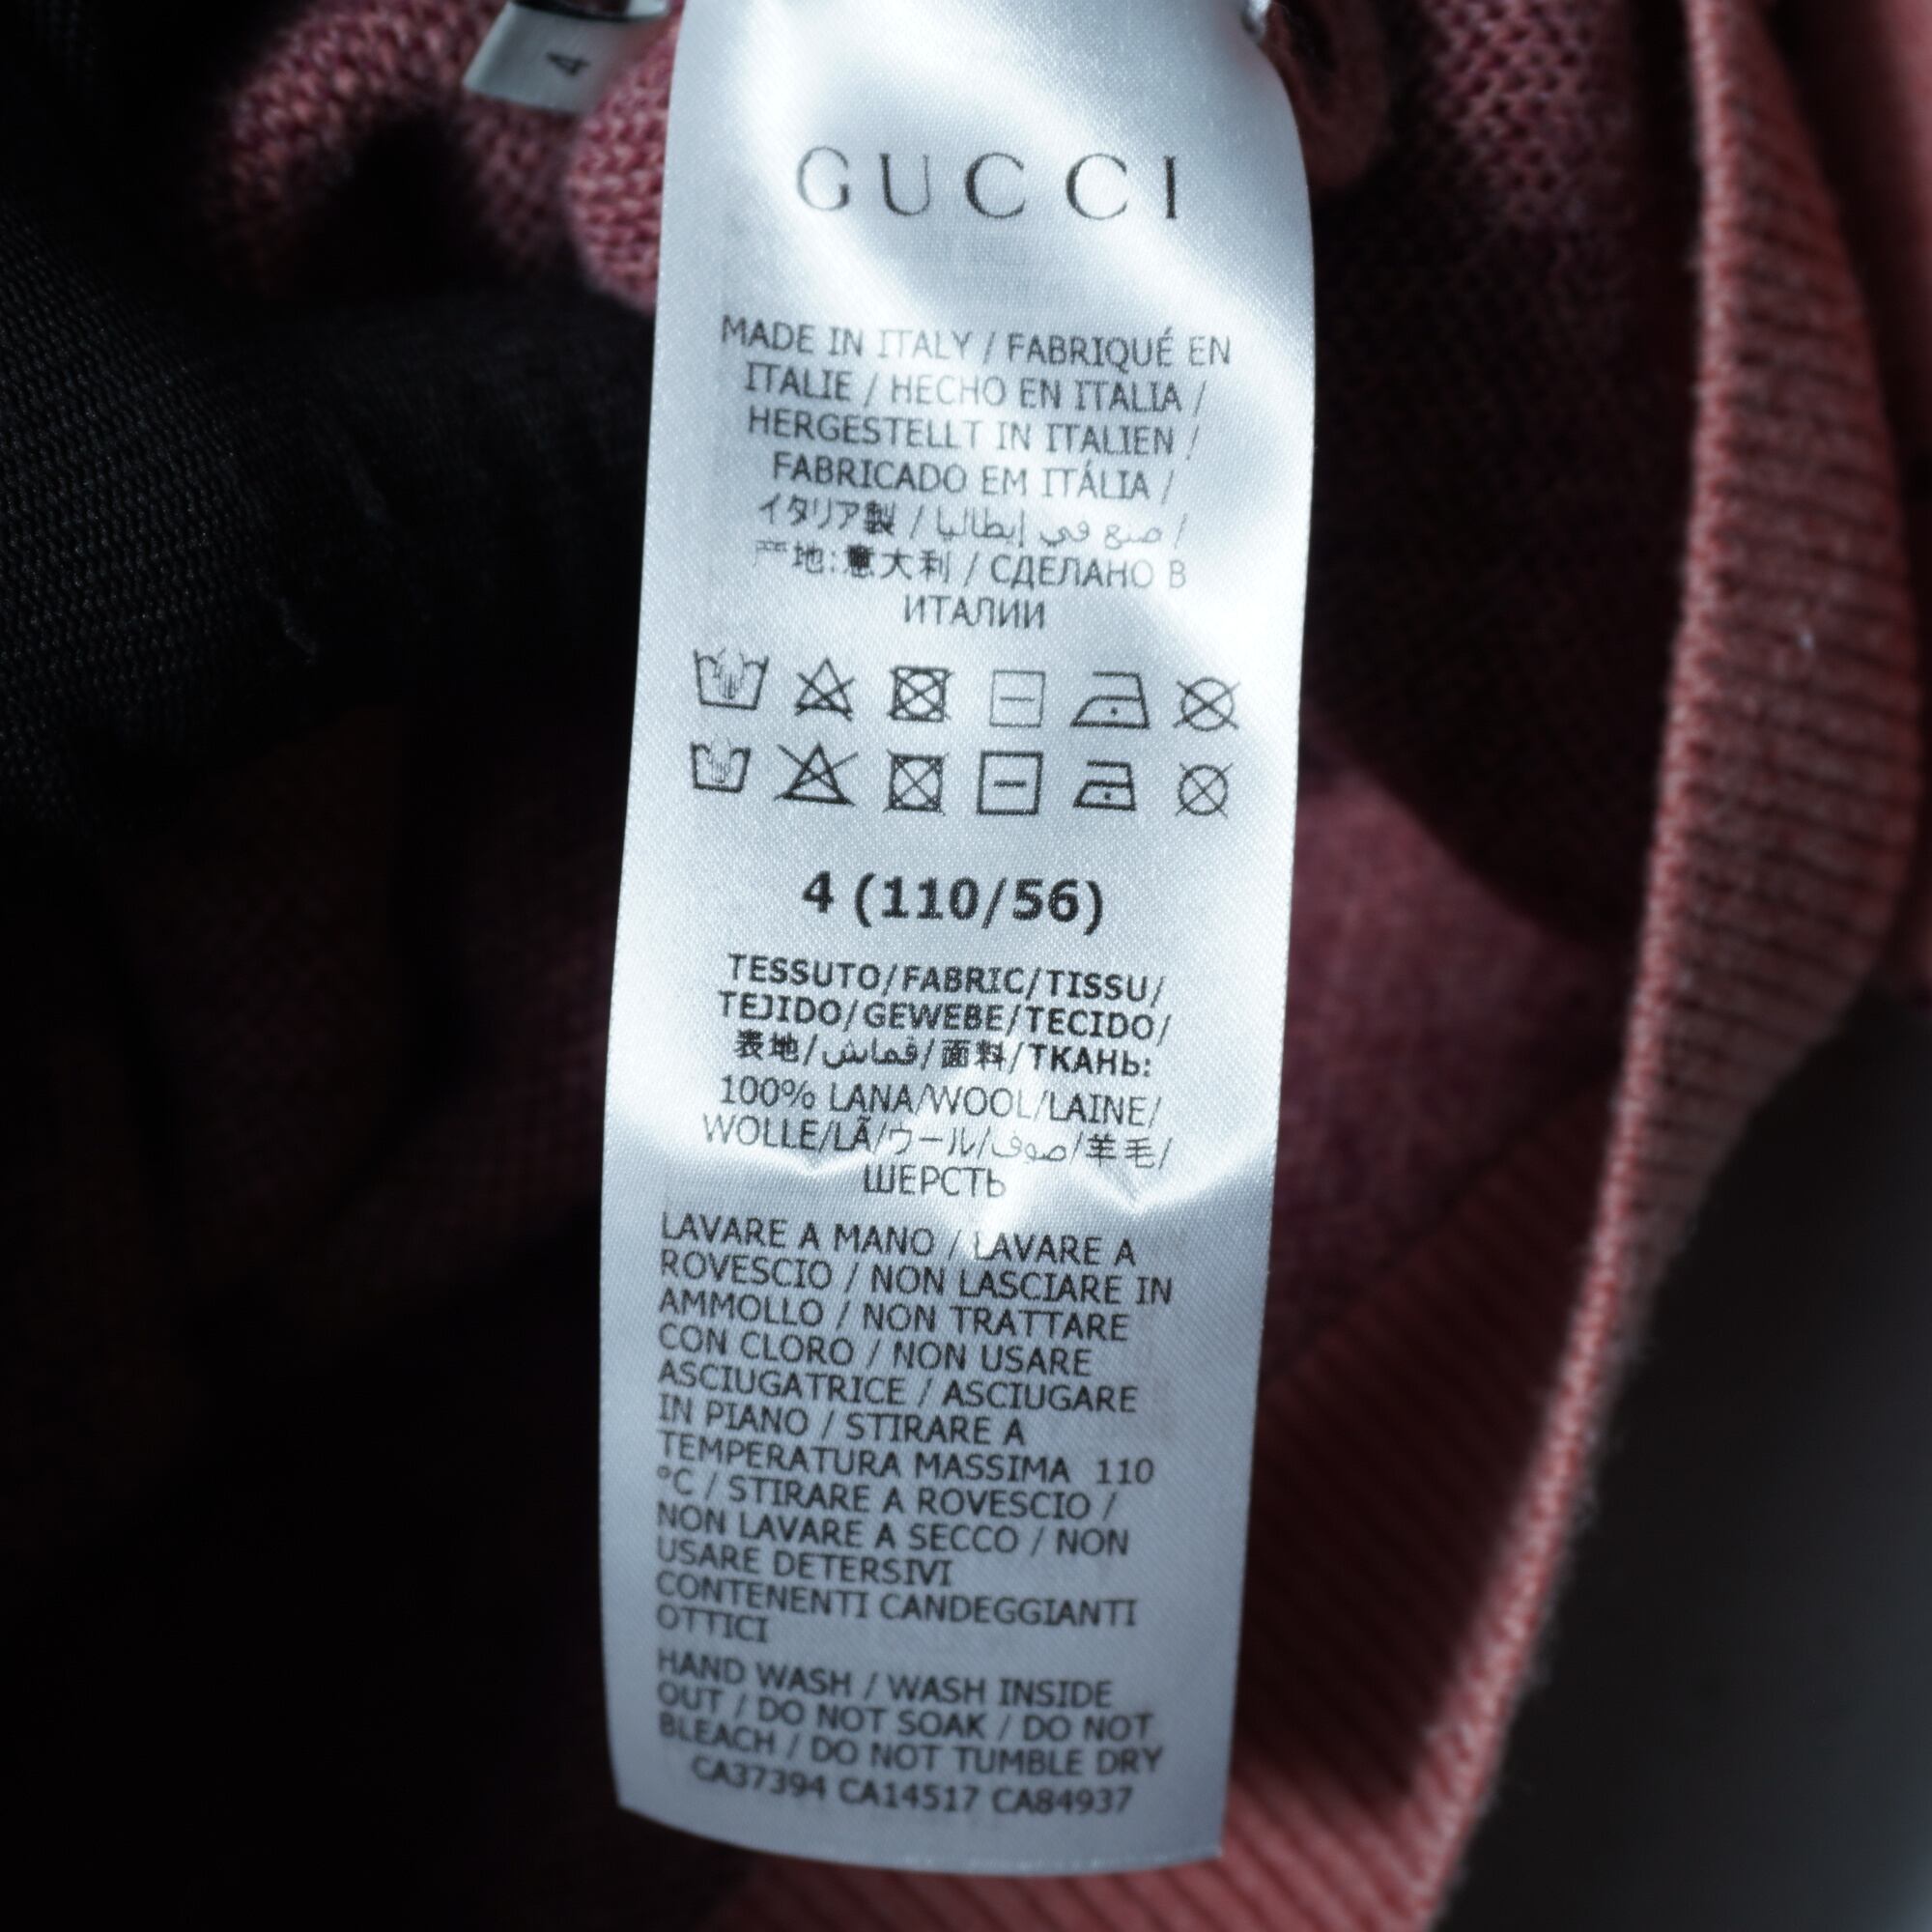 4
GUCCI
MADE IN ITALY / FABRIQUÉ EN
ITALIE / HECHO EN ITALIA /
HERGESTELLT IN ITALIEN /
FABRICADO EM ITÁLIA /
イタリア製 / صنع في إيطاليا /
产地:意大利 / СДЕЛАНО В
ИТАЛИИ
4 (110/56)
TESSUTO/FABRIC/TISSU/
TEJIDO/GEWEBE/TECIDO/
表地/قماش/面料/ТКАНЬ:
100% LANA/WOOL/LAINE/
WOLLE/LÃ/ウール/صوف/羊毛/
ШЕРСТЬ
LAVARE A MANO / LAVARE A
ROVESCIO / NON LASCIARE IN
AMMOLLO / NON TRATTARE
CON CLORO / NON USARE
ASCIUGATRICE / ASCIUGARE
IN PIANO / STIRARE A
TEMPERATURA MASSIMA 110
°C / STIRARE A ROVESCIO /
NON LAVARE A SECCO / NON
USARE DETERSIVI
CONTENENTI CANDEGGIANTI
OTTICI
HAND WASH / WASH INSIDE
OUT / DO NOT SOAK / DO NOT
BLEACH / DO NOT TUMBLE DRY
CA37394 CA14517 CA84937